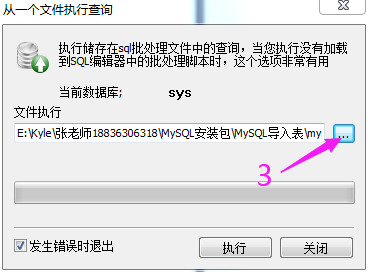 从一个文件执行查询
执行储存在sql批处理文件中的查询，当您执行没有加载
到SQL编辑器中的批处理脚本时，这个选项非常有用
当前数据库; sys
文件执行
E:\Kyle\张老师18836306318\MySQL安装包\MySQL导入表\my ...
3
发生错误时退出 执行 关闭